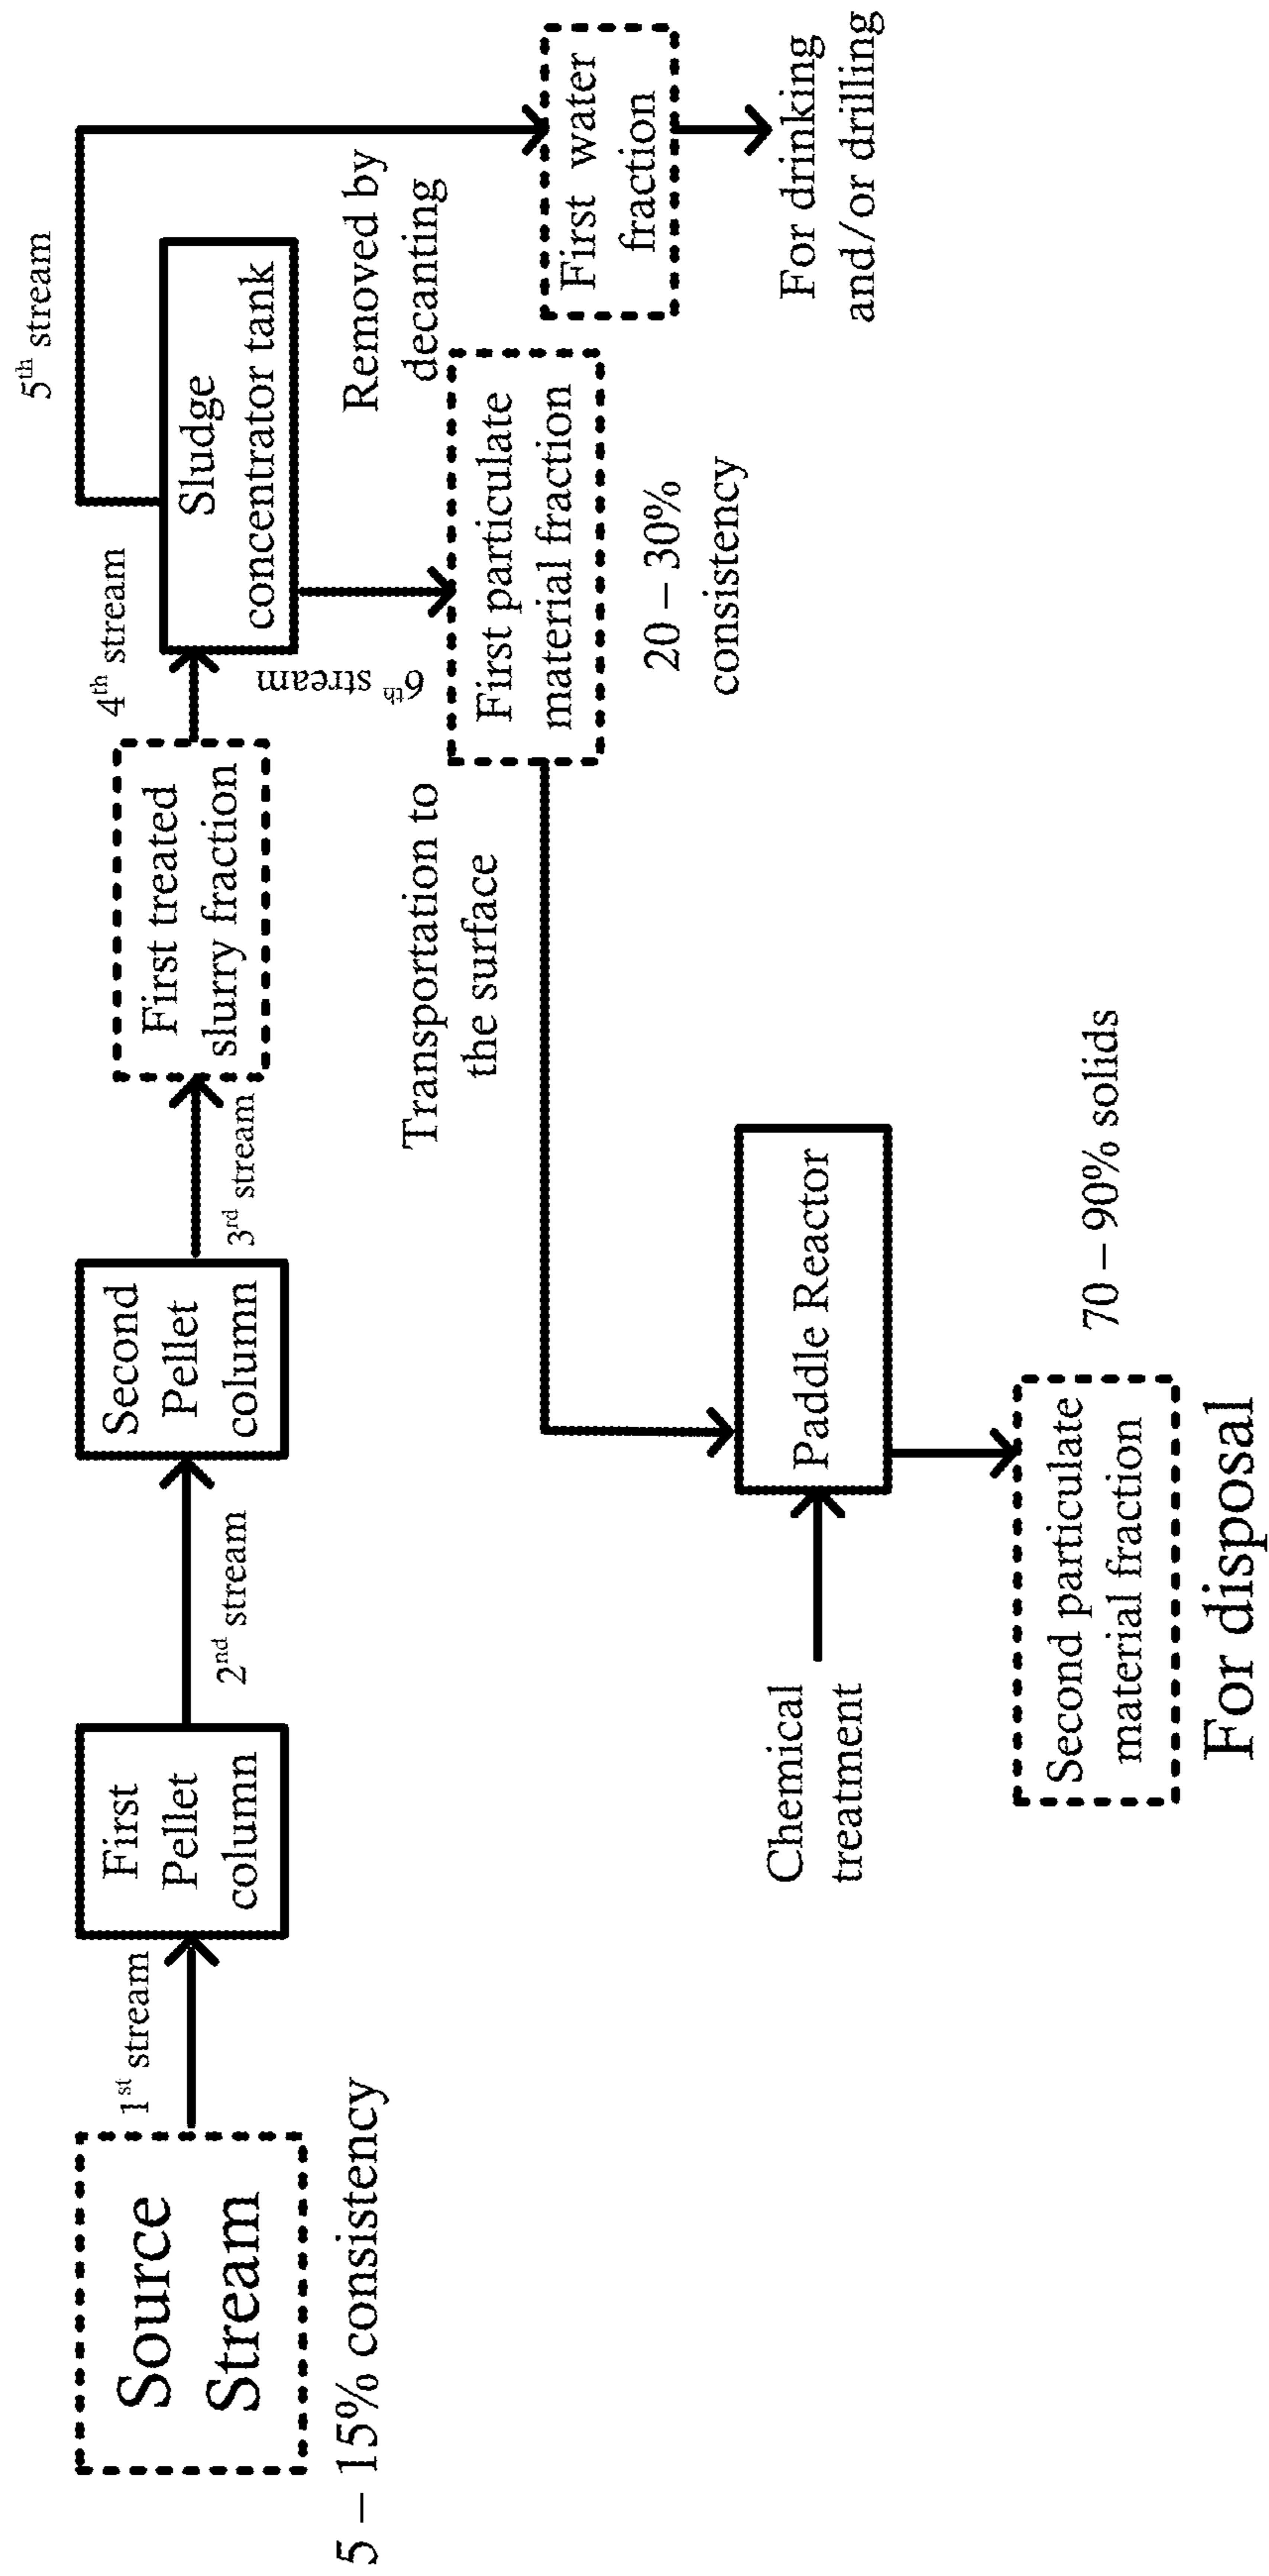 Source
Stream
5 – 15% consistency
1st stream
First
Pellet
column
2nd stream
Second
Pellet
column
3rd stream
First treated
slurry fraction
4th stream
Sludge
concentrator tank
5th stream
6th stream
Removed by
decanting
First water
fraction
For drinking
and/or drilling
First particulate
material fraction
20 – 30%
consistency
Transportation to
the surface
Chemical
treatment
Paddle Reactor
Second particulate
material fraction
70 – 90% solids
For disposal